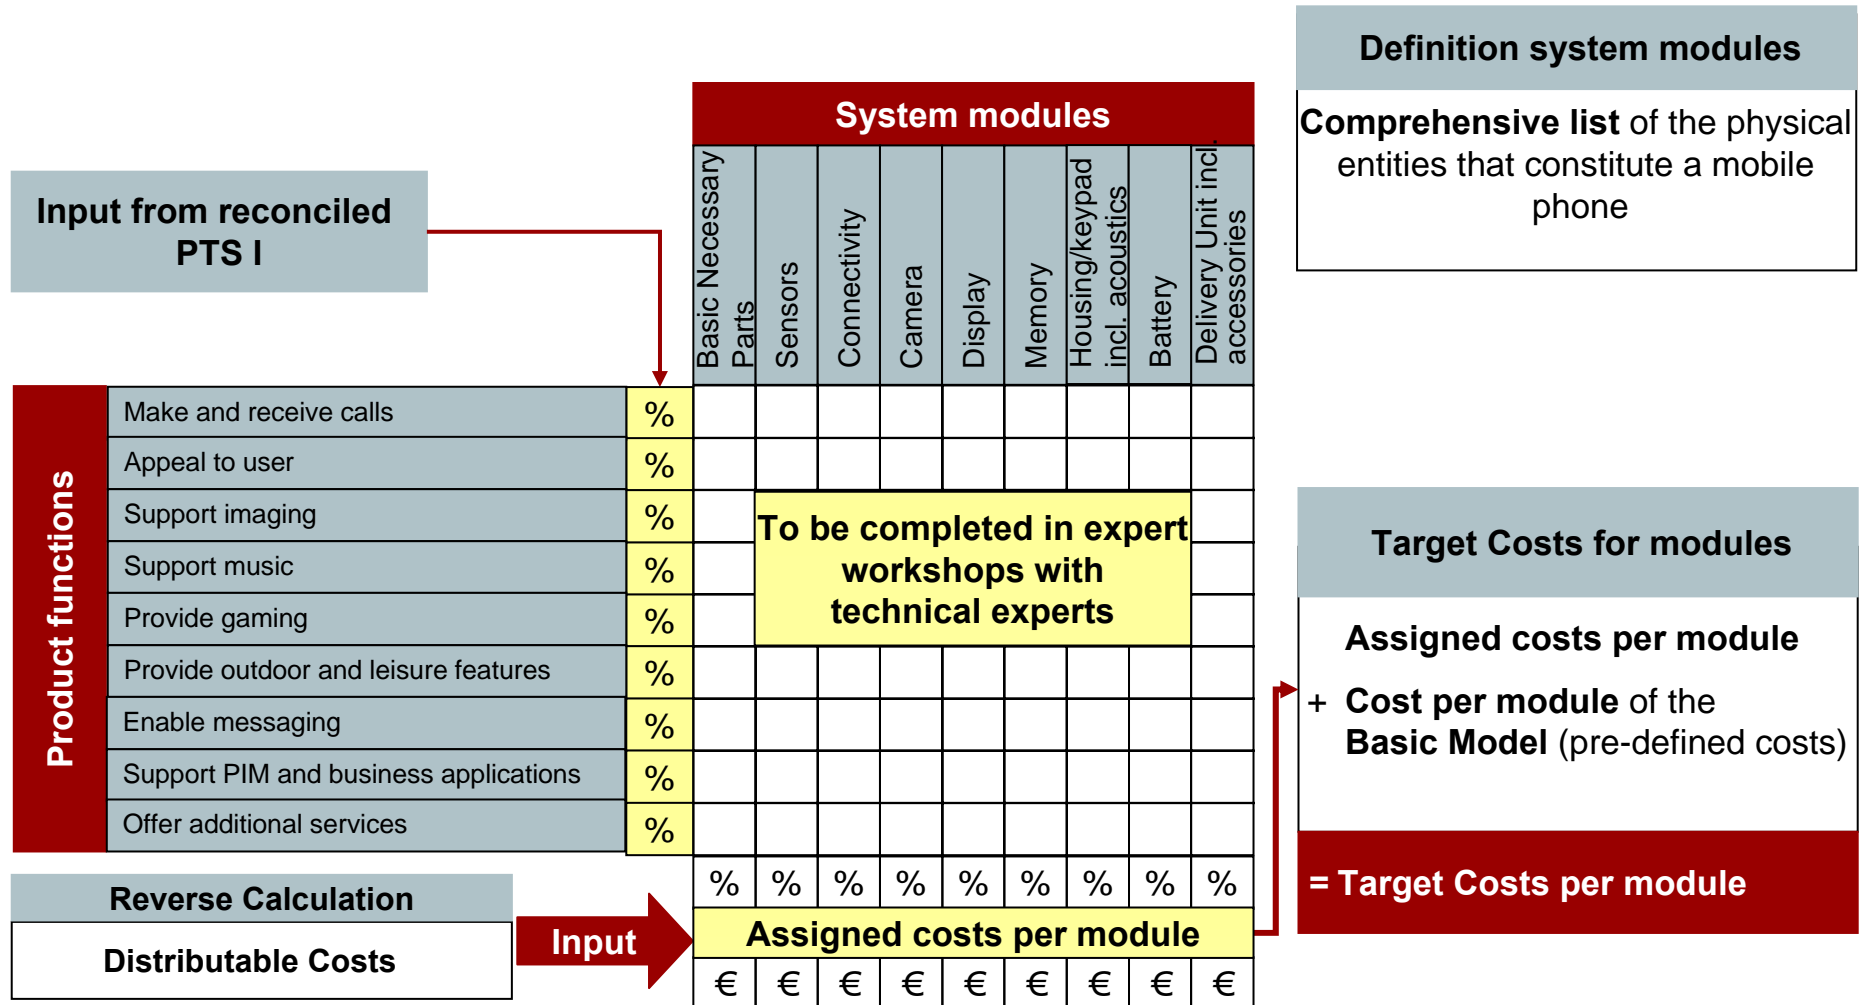 Definition system modules
Comprehensive list of the physical
entities that constitute a mobile
phone
System modules
Input from reconciled
PTS I
Basic Necessary
Parts
Sensors
Connectivity
Camera
Display
Memory
Housing/keypad
incl. acoustics
Battery
Delivery Unit incl.
accessories
Product functions
Make and receive calls %
Appeal to user %
Support imaging %
Support music %
Provide gaming %
Provide outdoor and leisure features %
Enable messaging %
Support PIM and business applications %
Offer additional services %
To be completed in expert
workshops with
technical experts
% % % % % % % % %
Reverse Calculation
Distributable Costs
Input
Assigned costs per module
€ € € € € € € € €
Target Costs for modules
Assigned costs per module
+ Cost per module of the
Basic Model (pre-defined costs)
= Target Costs per module